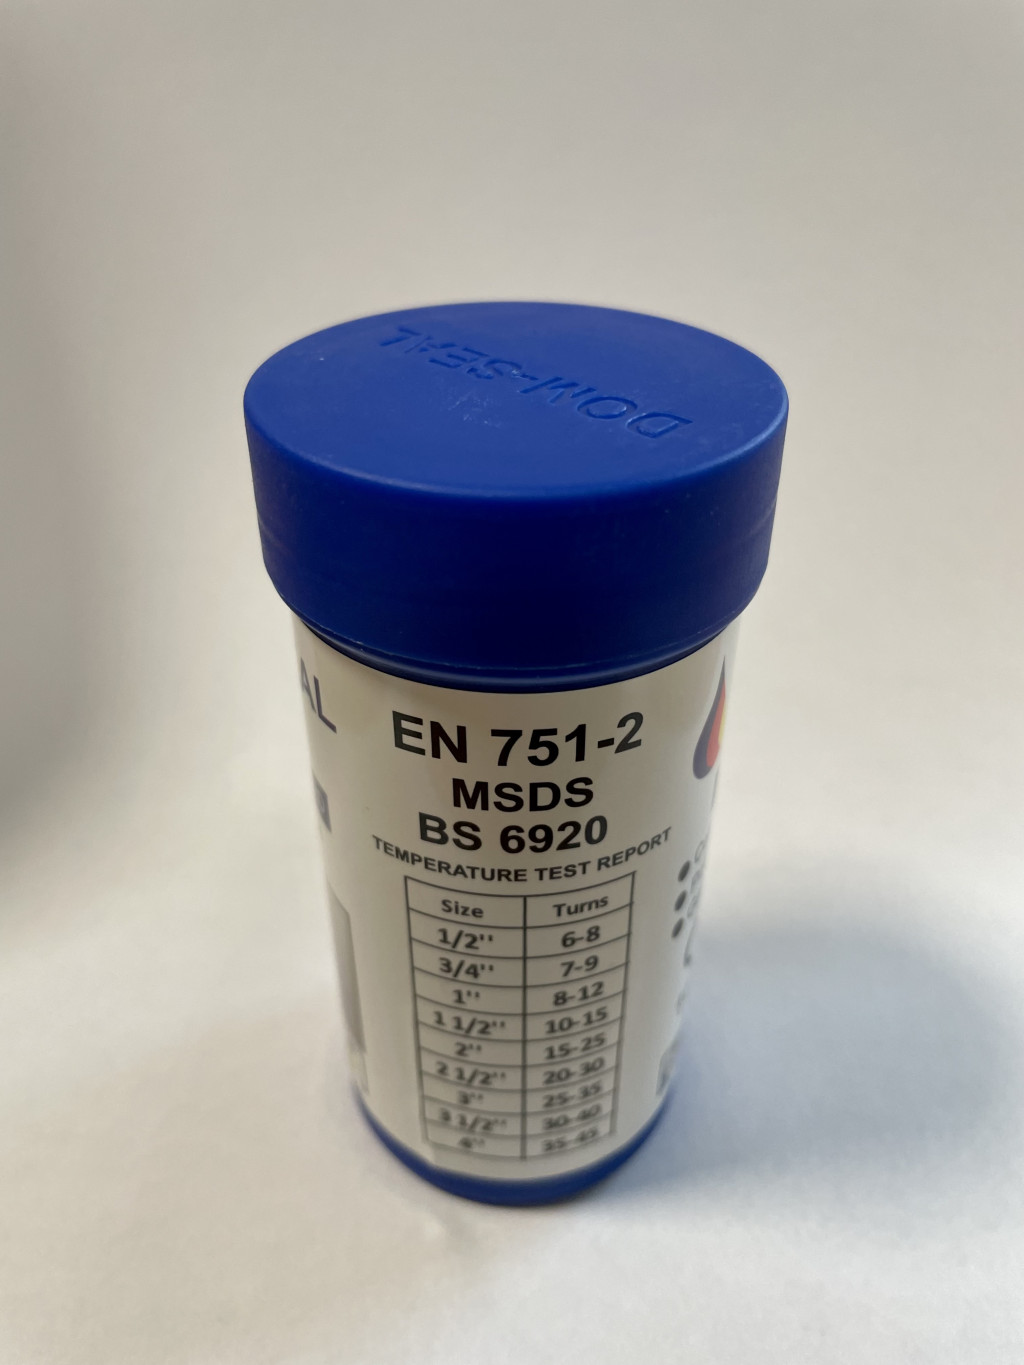 DOMI-SEAL
AL
EN 751-2
MSDS
BS 6920
TEMPERATURE TEST REPORT
Size Turns
1/2'' 6-8
3/4'' 7-9
1'' 8-12
1 1/2'' 10-15
2'' 15-25
2 1/2'' 20-30
3'' 25-35
3 1/2'' 30-40
4'' 35-45